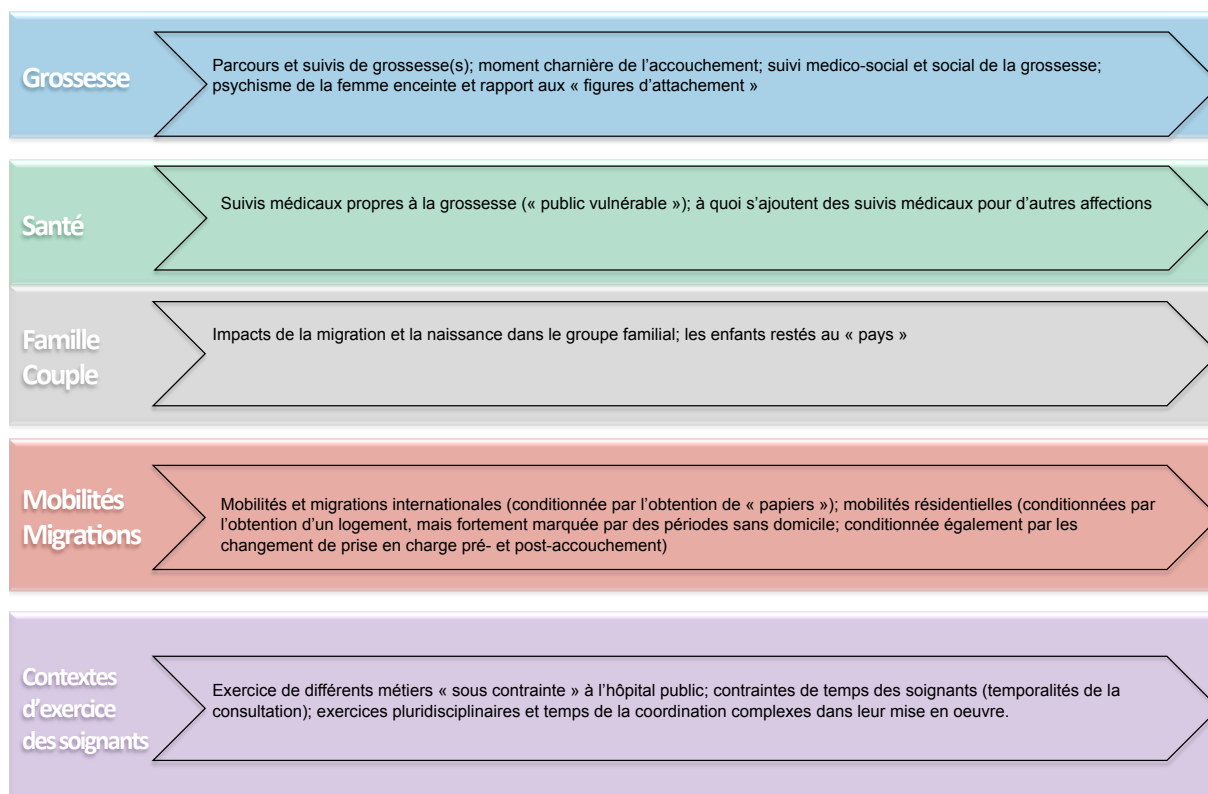 Grossesse
Parcours et suivis de grossesse(s); moment charnière de l’accouchement; suivi medico-social et social de la grossesse;
psychisme de la femme enceinte et rapport aux « figures d’attachement »
Santé
Suivis médicaux propres à la grossesse (« public vulnérable »); à quoi s’ajoutent des suivis médicaux pour d’autres affections
Famille
Couple
Impacts de la migration et la naissance dans le groupe familial; les enfants restés au « pays »
Mobilités
Migrations
Mobilités et migrations internationales (conditionnée par l’obtention de « papiers »); mobilités résidentielles (conditionnées par
l’obtention d’un logement, mais fortement marquée par des périodes sans domicile; conditionnée également par les
changement de prise en charge pré- et post-accouchement)
Contextes
d’exercice
des soignants
Exercice de différents métiers « sous contrainte » à l’hôpital public; contraintes de temps des soignants (temporalités de la
consultation); exercices pluridisciplinaires et temps de la coordination complexes dans leur mise en oeuvre.